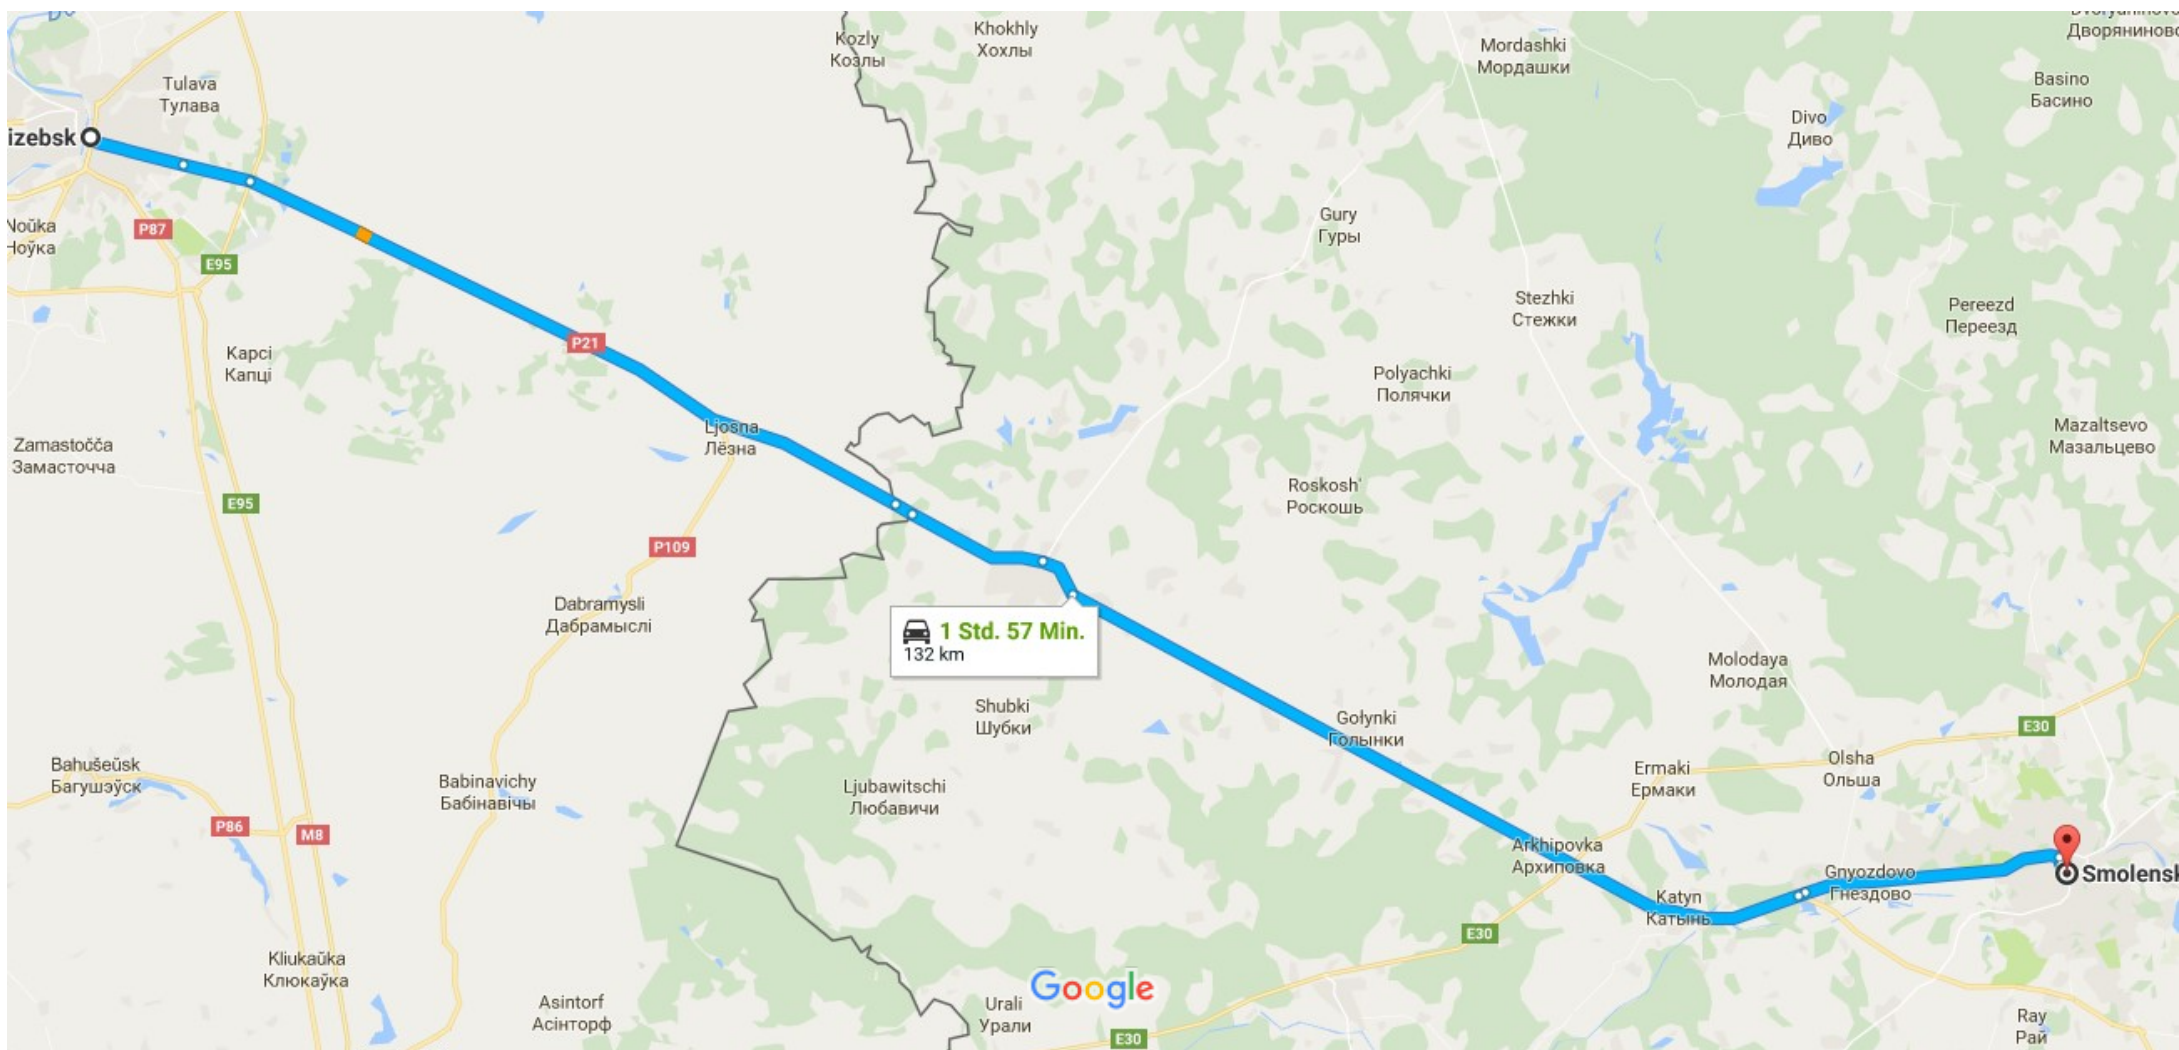 Дворяниново
Khokhly
Хохлы
Kozly
Козлы
Mordashki
Мордашки
Basino
Басино
Tulava
Тулава
Divo
Диво
izebsk
Noŭka
Ноўка
P87
E95
Gury
Гуры
Stezhki
Стежки
Pereezd
Переезд
P21
Kapci
Капці
Polyachki
Полячки
Ljosna
Лёзна
Mazaltsevo
Мазальцево
Zamastočča
Замасточча
E95
Roskosh'
Роскошь
P109
Dabramysli
Дабрамыслі
1 Std. 57 Min.
132 km
Molodaya
Молодая
Shubki
Шубки
Gołynki
Голынки
E30
Olsha
Ольша
Ermaki
Ермаки
Bahušeŭsk
Багушэўск
Babinavichy
Бабінавічы
Ljubawitschi
Любавичи
P86
M8
Arkhipovka
Архиповка
Gnyozdovo
Гнездово
Smolensk
Katyn
Катынь
E30
Kliukaŭka
Клюкаўка
Google
Asintorf
Асінторф
Urali
Урали
E30
Ray
Рай